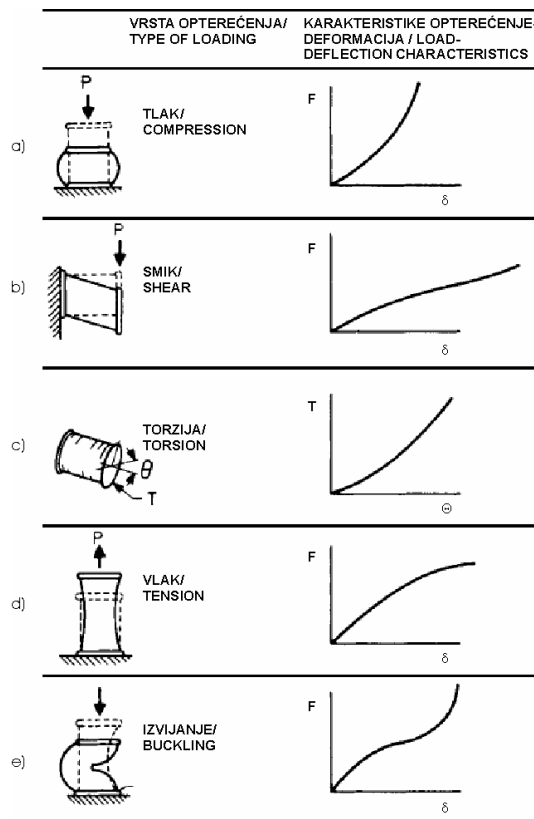 VRSTA OPTEREĆENJA/
TYPE OF LOADING
KARAKTERISTIKE OPTEREĆENJE-
DEFORMACIJA / LOAD-
DEFLECTION CHARACTERISTICS
a)
P
TLAK/
COMPRESSION
F
δ
b)
P
SMIK/
SHEAR
F
δ
c)
θ
T
TORZIJA/
TORSION
T
Θ
d)
P
VLAK/
TENSION
F
δ
e)
IZVIJANJE/
BUCKLING
F
δ